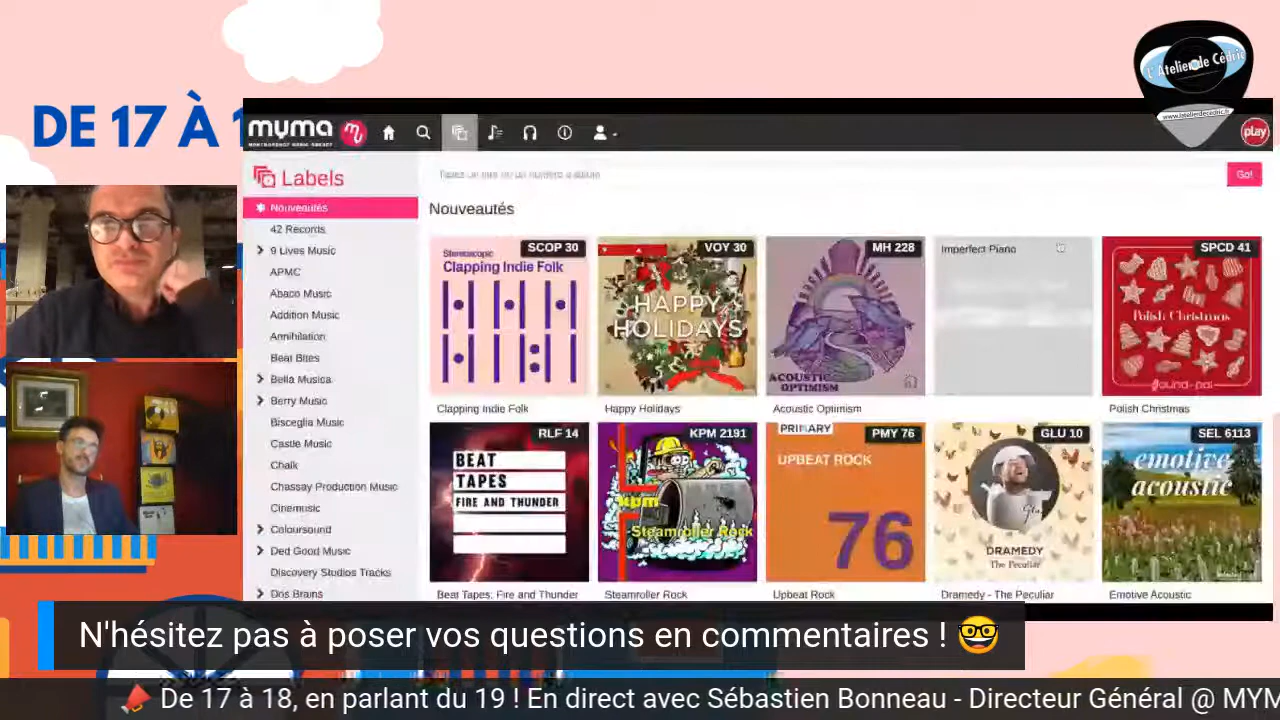 DE 17 À 1
L'Atelier de Cédric
www.latelierdecedric.fr
myma
MONTMORENCY MUSIC AGENCY
play
Labels
Go!
Nouveautés
Nouveautés
42 Records
9 Lives Music
APMC
Abaco Music
Addition Music
Annihilation
Beat Bites
Bella Musica
Berry Music
Bisceglia Music
Castle Music
Chalk
Chassay Production Music
Cinemusic
Coloursound
Ded Good Music
Discovery Studios Tracks
Dos Brains
SCOP 30
Stereoscopic
Clapping Indie Folk
Clapping Indie Folk
VOY 30
HAPPY
HOLIDAYS
Happy Holidays
MH 228
ACOUSTIC
OPTIMISM
Acoustic Optimism
Imperfect Piano
SPCD 41
Polish Christmas
Polish Christmas
RLF 14
BEAT
TAPES
FIRE AND THUNDER
Beat Tapes: Fire and Thunder
KPM 2191
kpm
Steamroller Rock
Steamroller Rock
PRIMARY
PMY 76
UPBEAT ROCK
76
Upbeat Rock
GLU 10
DRAMEDY
The Peculiar
Dramedy - The Peculiar
SEL 6113
emotive
acoustic
Emotive Acoustic
N'hésitez pas à poser vos questions en commentaires ! 🤓
📣 De 17 à 18, en parlant du 19 ! En direct avec Sébastien Bonneau - Directeur Général @ MYM